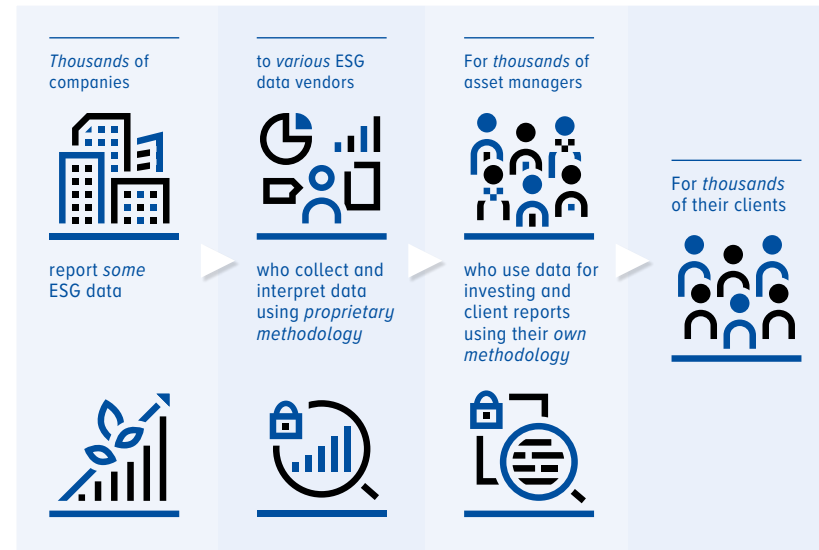 Thousands of
companies
report some
ESG data
to various ESG
data vendors
who collect and
interpret data
using proprietary
methodology
For thousands of
asset managers
who use data for
investing and
client reports
using their own
methodology
For thousands
of their clients